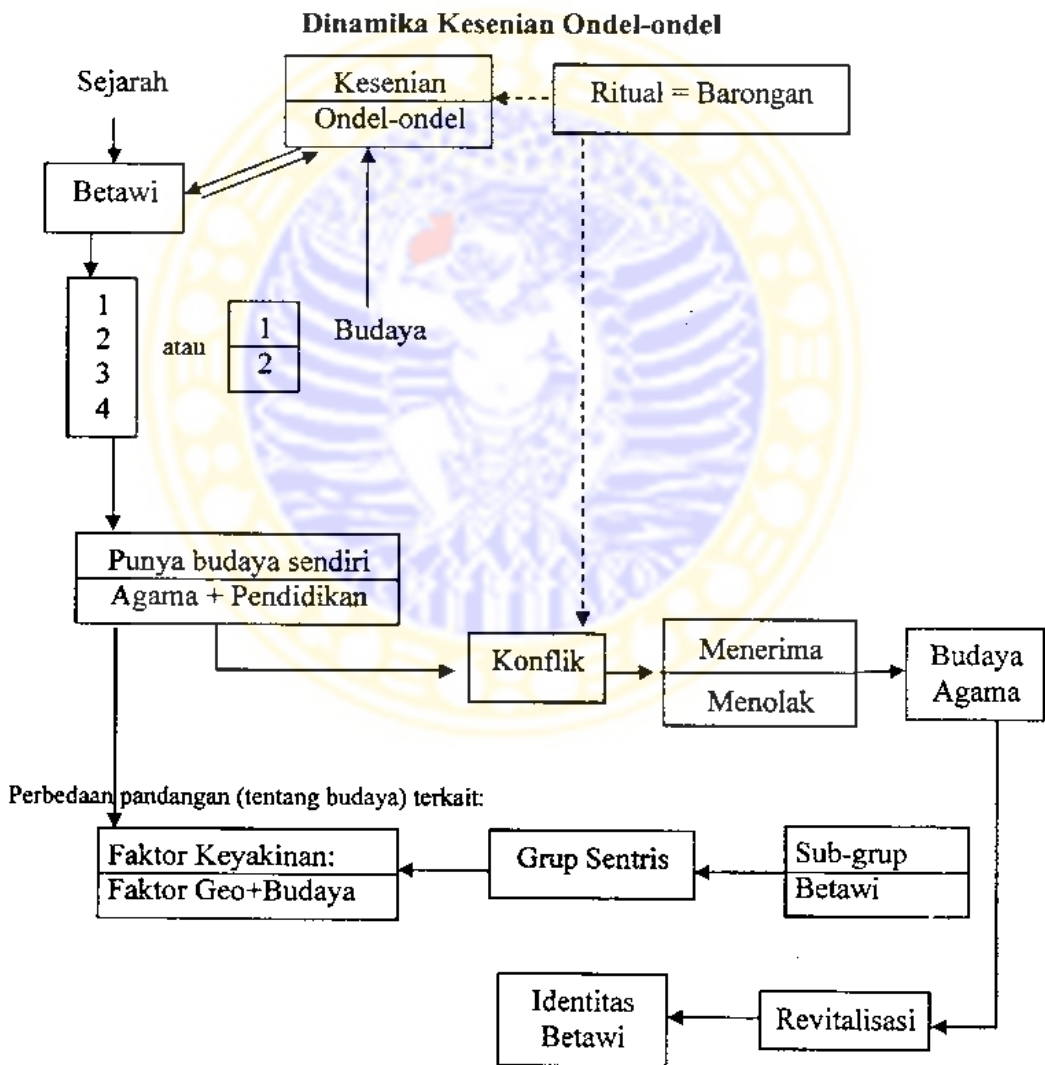 Dinamika Kesenian Ondel-ondel
Sejarah
Kesenian
Ondel-ondel
Ritual = Barongan
Betawi
1
2
3
4
atau
1
2
Budaya
Punya budaya sendiri
Agama + Pendidikan
Konflik
Menerima
Menolak
Budaya
Agama
Perbedaan pandangan (tentang budaya) terkait:
Faktor Keyakinan:
Faktor Geo+Budaya
Grup Sentris
Sub-grup
Betawi
Identitas
Betawi
Revitalisasi